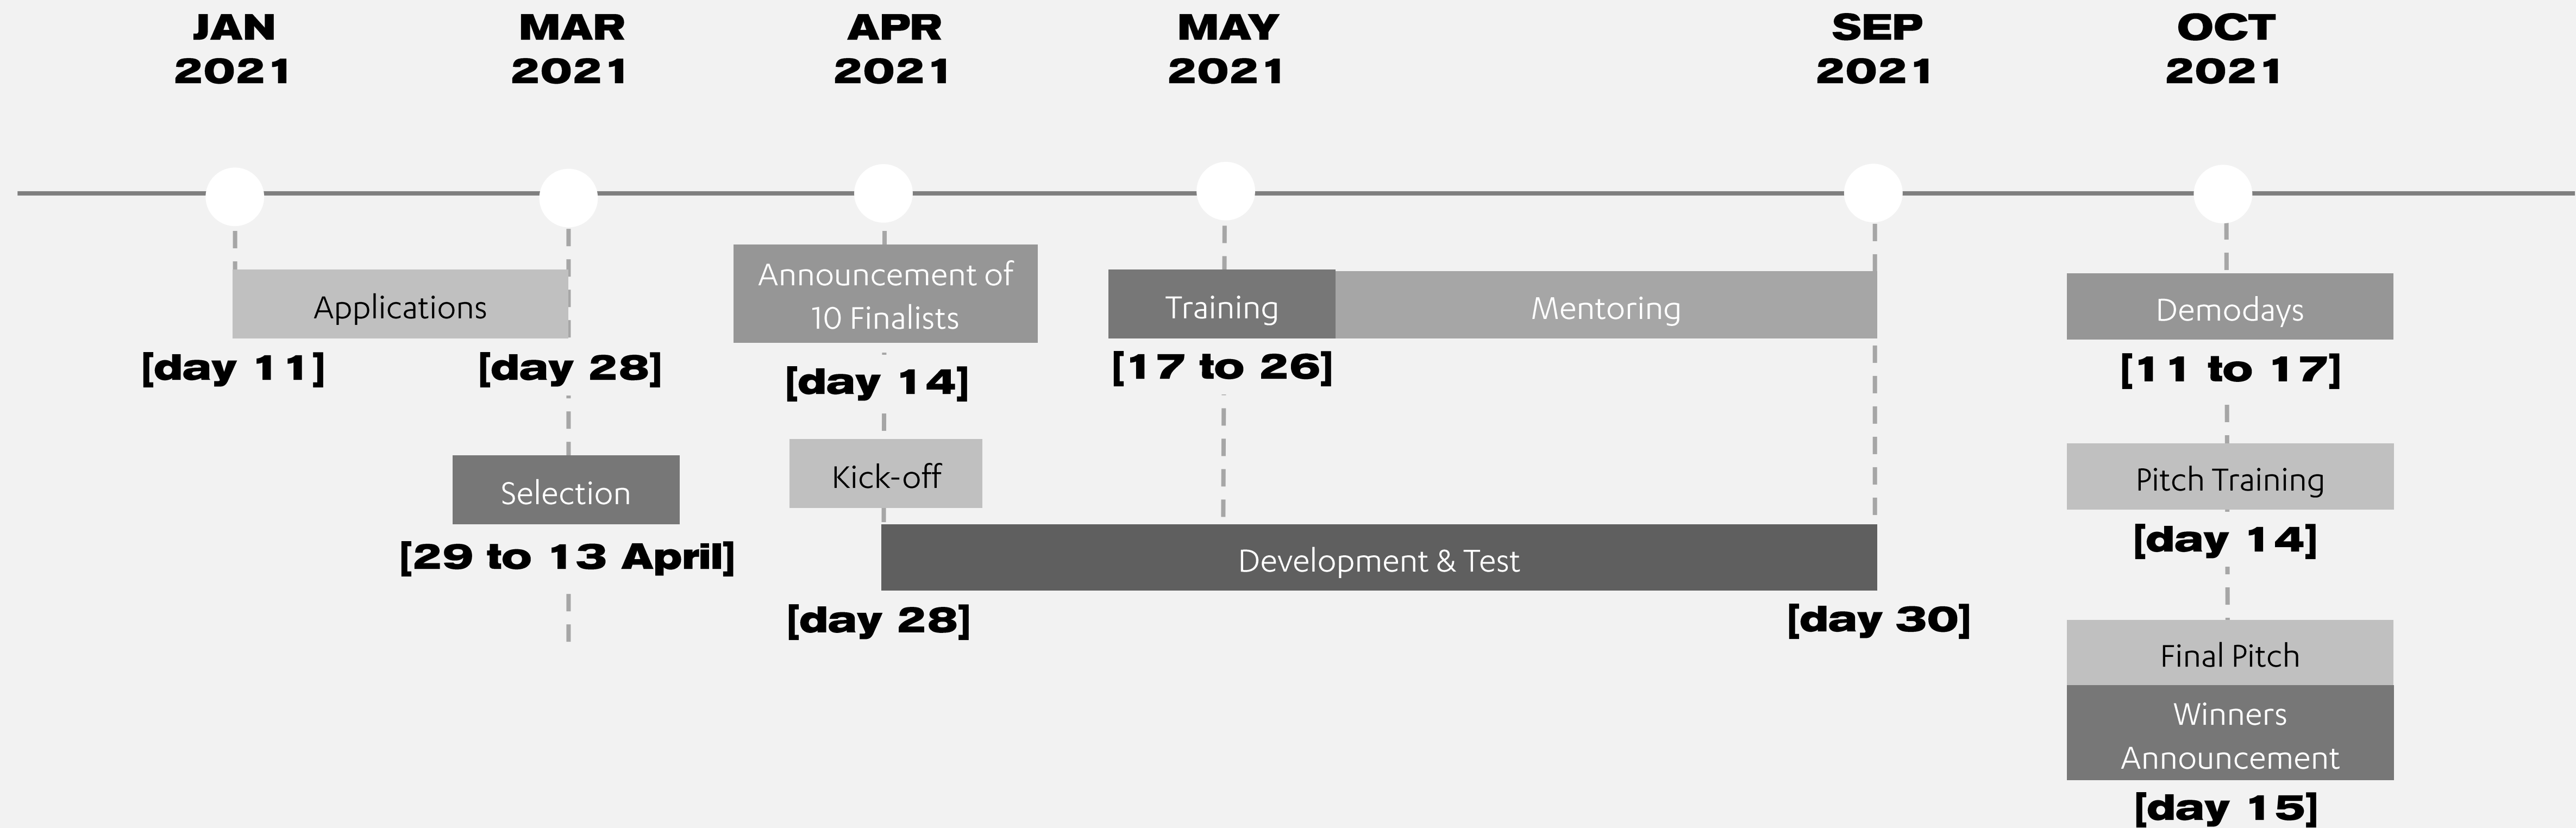 JAN
2021
MAR
2021
APR
2021
MAY
2021
SEP
2021
OCT
2021
Applications
[day 11]
[day 28]
Selection
[29 to 13 April]
Announcement of
10 Finalists
[day 14]
Kick-off
Training
Mentoring
[17 to 26]
Development & Test
[day 28]
[day 30]
Demodays
[11 to 17]
Pitch Training
[day 14]
Final Pitch
Winners
Announcement
[day 15]